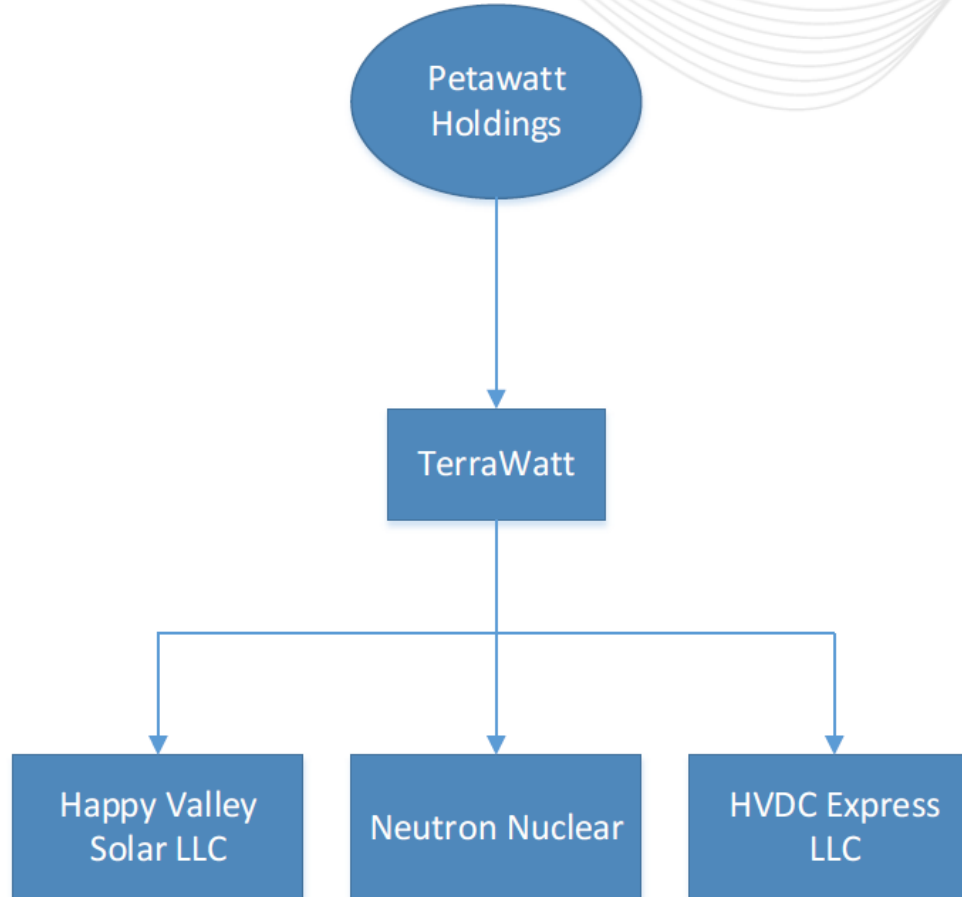 Petawatt
Holdings
TerraWatt
Happy Valley
Solar LLC
Neutron Nuclear
HVDC Express
LLC